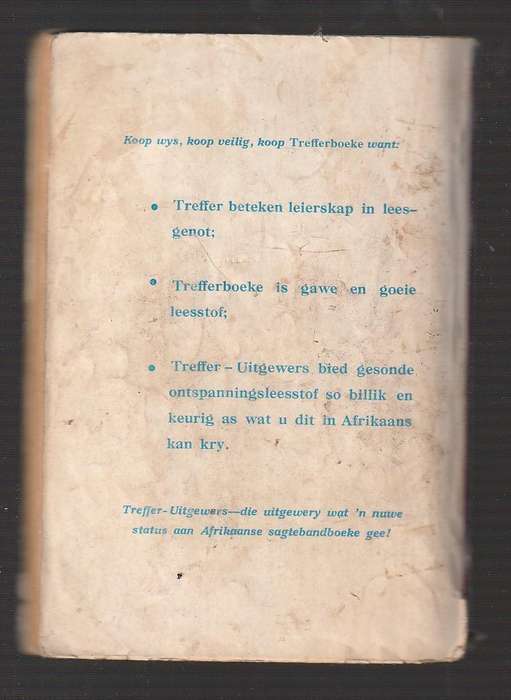 Koop wys, koop veilig, koop Trefferboeke want:
• Treffer beteken leierskap in lees-
genot;
• Trefferboeke is gawe en goeie
leesstof;
• Treffer-Uitgewers bied gesonde
ontspanningsleesstof so billik en
keurig as wat u dit in Afrikaans
kan kry.
Treffer-Uitgewers—die uitgewery wat 'n nuwe
status aan Afrikaanse sagtebandboeke gee!